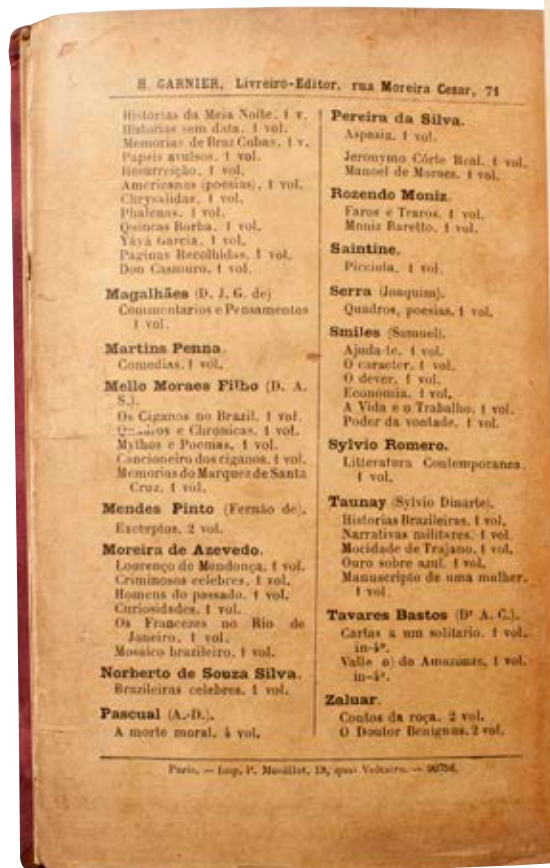 H. GARNIER, Livreiro-Editor, rua Moreira Cesar, 71
Historias da Meia Noite. 1 v.
Historias sem data. 1 vol.
Memorias de Braz Cubas. 1 v.
Papeis avulsos. 1 vol.
Resurreição. 1 vol.
Americanas (poesias). 1 vol.
Chrysalidas. 1 vol.
Phalenas. 1 vol.
Quincas Borba. 1 vol.
Yáyá Garcia. 1 vol.
Paginas Recolhidas. 1 vol.
Dom Casmurro. 1 vol.
Magalhães (D. J. G. de)
Commentarios e Pensamentos
1 vol.
Martins Penna.
Comedias. 1 vol.
Mello Moraes Filho (D. A.
S.).
Os Ciganos no Brazil. 1 vol.
Quadros e Chronicas. 1 vol.
Mythos e Poemas. 1 vol.
Cancioneiro dos ciganos. 1 vol.
Memorias do Marquez de Santa
Cruz. 1 vol.
Mendes Pinto (Fernão de).
Excerptos. 2 vol.
Moreira de Azevedo.
Lourenço de Mendonça. 1 vol.
Criminosos celebres. 1 vol.
Homens do passado. 1 vol.
Curiosidades. 1 vol.
Os Francezes no Rio de
Janeiro. 1 vol.
Mosaico brazileiro. 1 vol.
Norberto de Souza Silva.
Brazileiras celebres. 1 vol.
Pascual (A.-D.).
A morte moral. 4 vol.
Pereira da Silva.
Aspasia. 1 vol.
Jeronymo Côrte Real. 1 vol.
Manoel de Moraes. 1 vol.
Rozendo Moniz.
Favos e Travos. 1 vol.
Moniz Baretto. 1 vol.
Saintine.
Picciola. 1 vol.
Serra (Joaquim).
Quadros, poesias. 1 vol.
Smiles (Samuel).
Ajuda-te. 1 vol.
O caracter. 1 vol.
O dever. 1 vol.
Economia. 1 vol.
A Vida e o Trabalho. 1 vol.
Poder da vontade. 1 vol.
Sylvio Romero.
Litteratura Contemporanea.
1 vol.
Taunay (Sylvio Dinarte).
Historias Brazileiras. 1 vol.
Narrativas militares. 1 vol.
Mocidade de Trajano. 1 vol.
Ouro sobre azul. 1 vol.
Manuscripto de uma mulher.
1 vol.
Tavares Bastos (Dr A. C.).
Cartas a um solitario. 1 vol.
in-4º.
Valle (o) do Amazonas. 1 vol.
in-4º.
Zaluar.
Contos da roça. 2 vol.
O Doutor Benignus. 2 vol.
Paris. — Imp. P. Mouillot, 13, quai Voltaire. —